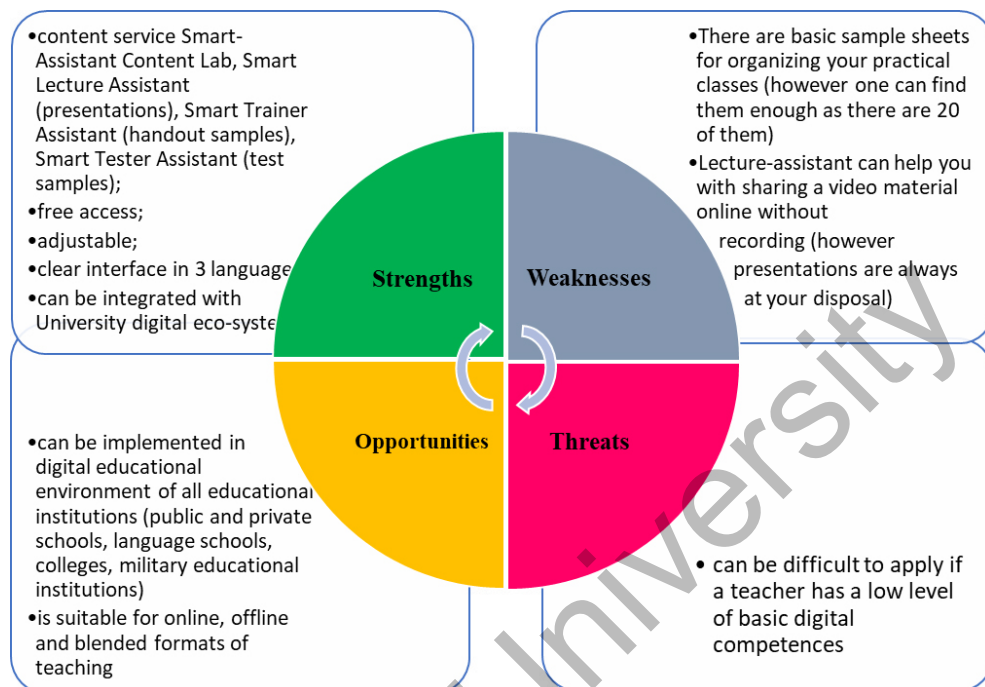 •content service Smart-
Assistant Content Lab, Smart
Lecture Assistant
(presentations), Smart Trainer
Assistant (handout samples),
Smart Tester Assistant (test
samples);
•free access;
•adjustable;
•clear interface in 3 language
•can be integrated with
University digital eco-syste
•There are basic sample sheets
for organizing your practical
classes (however one can find
them enough as there are 20
of them)
•Lecture-assistant can help you
with sharing a video material
online without
recording (however
presentations are always
at your disposal)
Strengths
Weaknesses
Opportunities
Threats
•can be implemented in
digital educational
environment of all educational
institutions (public and private
schools, language schools,
colleges, military educational
institutions)
•is suitable for online, offline
and blended formats of
teaching
• can be difficult to apply if
a teacher has a low level
of basic digital
competences
University